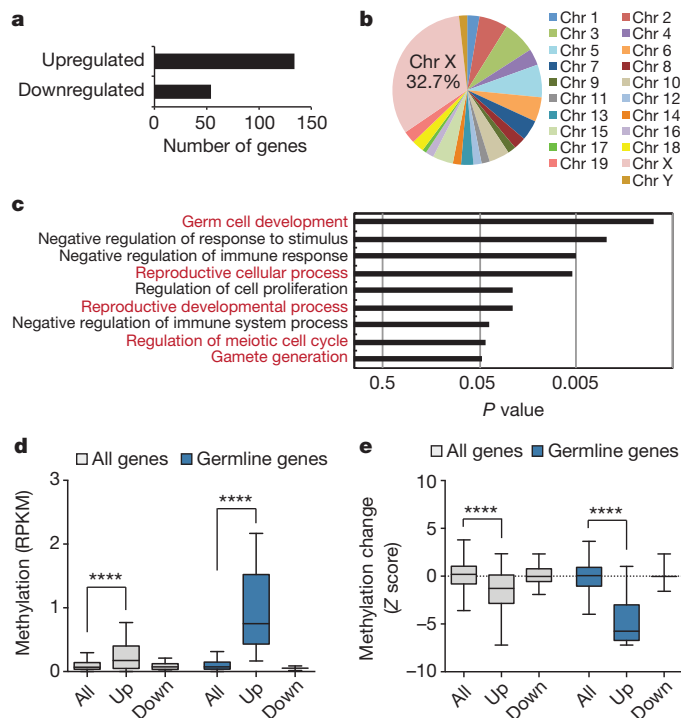 a
Upregulated
Downregulated
0 50 100 150
Number of genes
b
Chr X
32.7%
Chr 1 Chr 2
Chr 3 Chr 4
Chr 5 Chr 6
Chr 7 Chr 8
Chr 9 Chr 10
Chr 11 Chr 12
Chr 13 Chr 14
Chr 15 Chr 16
Chr 17 Chr 18
Chr 19 Chr X
Chr Y
c
Germ cell development
Negative regulation of response to stimulus
Negative regulation of immune response
Reproductive cellular process
Regulation of cell proliferation
Reproductive developmental process
Negative regulation of immune system process
Regulation of meiotic cell cycle
Gamete generation
0.5 0.05 0.005
P value
d
All genes Germline genes
Methylation (RPKM)
3
2
1
0
****
****
All Up Down All Up Down
e
All genes Germline genes
Methylation change
(Z score)
10
5
0
−5
−10
****
****
All Up Down All Up Down